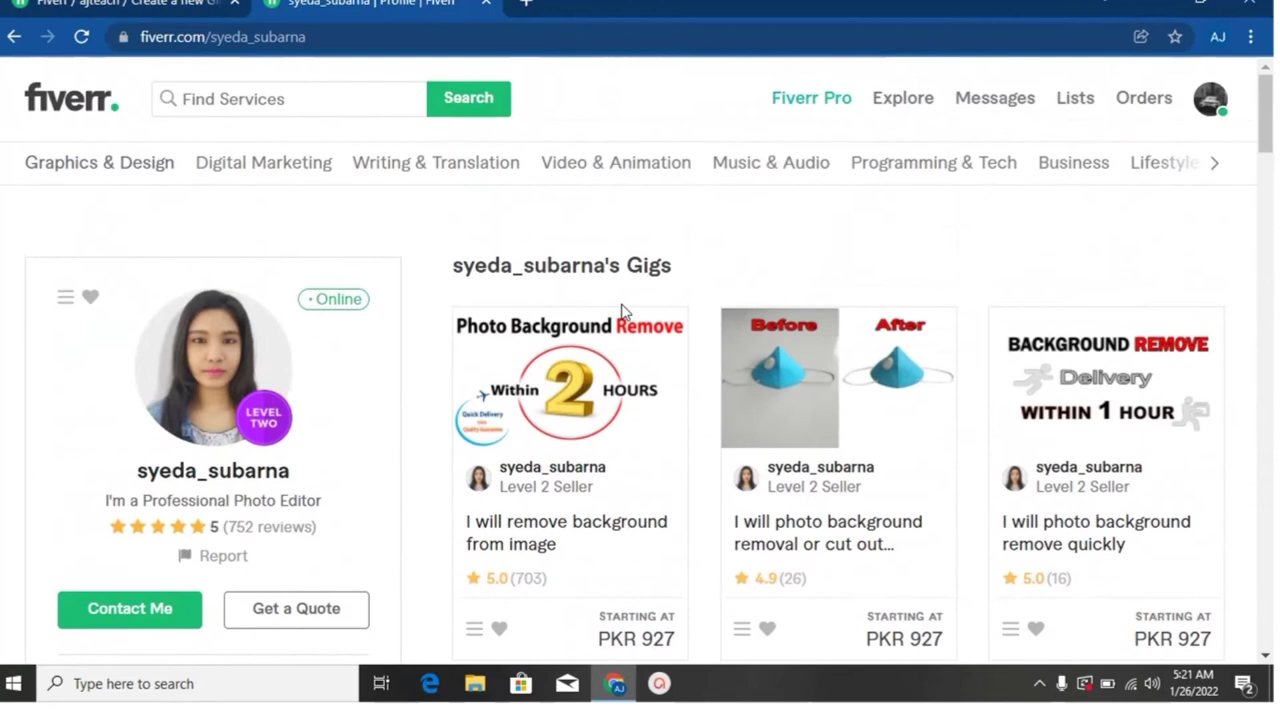 Fiverr / ajteach / Create a new Gi
syeda_subarna | Profile | Fiverr
fiverr.com/syeda_subarna
AJ
fiverr.
Find Services
Search
Fiverr Pro
Explore
Messages
Lists
Orders
Graphics & Design
Digital Marketing
Writing & Translation
Video & Animation
Music & Audio
Programming & Tech
Business
Lifestyle
Online
LEVEL
TWO
syeda_subarna
I'm a Professional Photo Editor
5 (752 reviews)
Report
Contact Me
Get a Quote
syeda_subarna's Gigs
Photo Background Remove
Within 2 HOURS
Quick Delivery
syeda_subarna
Level 2 Seller
I will remove background
from image
5.0 (703)
STARTING AT
PKR 927
Before
After
syeda_subarna
Level 2 Seller
I will photo background
removal or cut out...
4.9 (26)
STARTING AT
PKR 927
BACKGROUND REMOVE
Delivery
WITHIN 1 HOUR
syeda_subarna
Level 2 Seller
I will photo background
remove quickly
5.0 (16)
STARTING AT
PKR 927
Type here to search
AJ
5:21 AM
1/26/2022
2